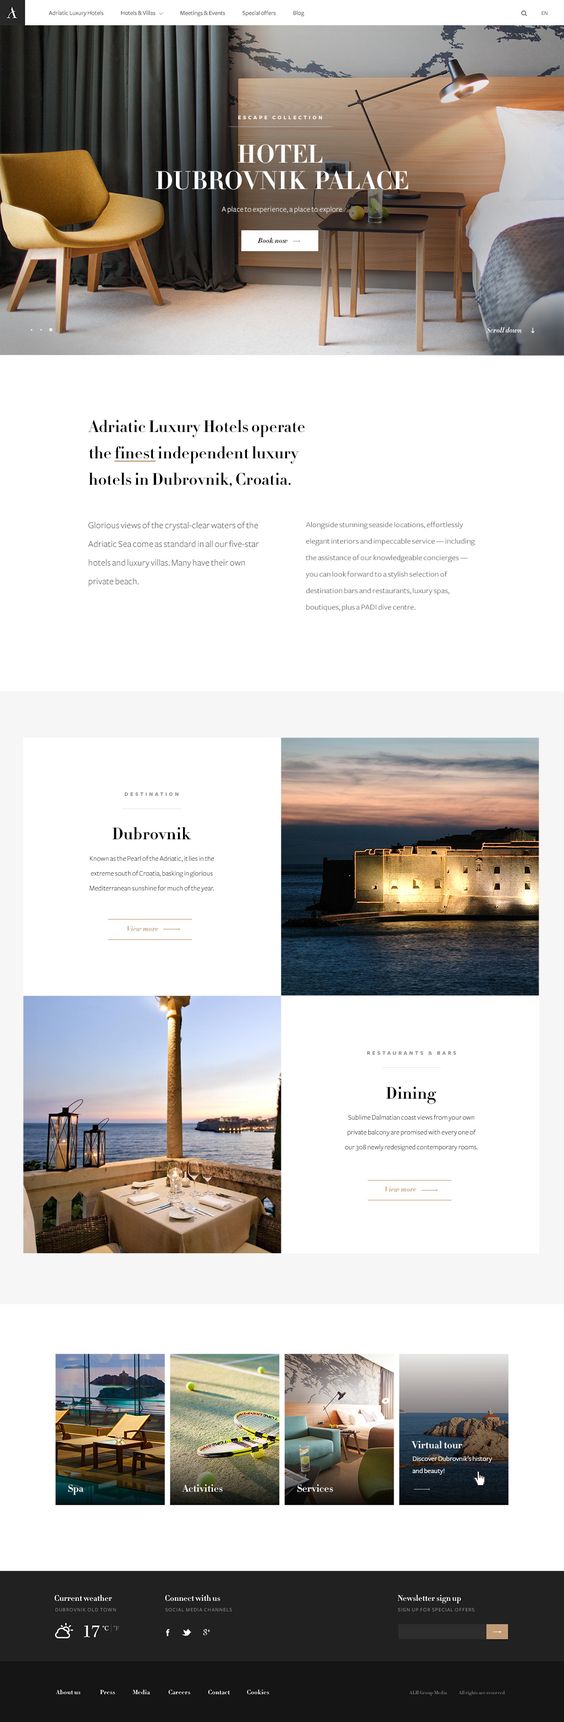 A
Adriatic Luxury Hotels
Hotels & Villas
Meetings & Events
Special offers
Blog
EN
ESCAPE COLLECTION
HOTEL
DUBROVNIK PALACE
A place to experience, a place to explore
Book now
Scroll down
Adriatic Luxury Hotels operate
the finest independent luxury
hotels in Dubrovnik, Croatia.
Glorious views of the crystal-clear waters of the
Adriatic Sea come as standard in all our five-star
hotels and luxury villas. Many have their own
private beach.
Alongside stunning seaside locations, effortlessly
elegant interiors and impeccable service — including
the assistance of our knowledgeable concierges —
you can look forward to a stylish selection of
destination bars and restaurants, luxury spas,
boutiques, plus a PADI dive centre.
DESTINATION
Dubrovnik
Known as the Pearl of the Adriatic, it lies in the
extreme south of Croatia, basking in glorious
Mediterranean sunshine for much of the year.
View more
RESTAURANTS & BARS
Dining
Sublime Dalmatian coast views from your own
private balcony are promised with every one of
our 308 newly redesigned contemporary rooms.
View more
Spa
Activities
Services
Virtual tour
Discover Dubrovnik's history
and beauty!
Current weather
DUBROVNIK OLD TOWN
17 °C | °F
Connect with us
SOCIAL MEDIA CHANNELS
f
g+
Newsletter sign up
SIGN UP FOR SPECIAL OFFERS
About us
Press
Media
Careers
Contact
Cookies
ALH Group Media
All rights are reserved